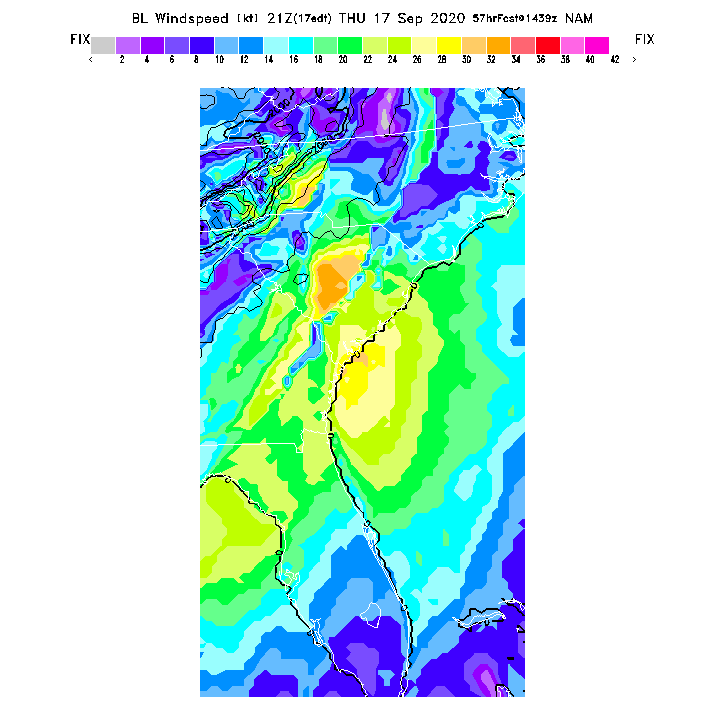 BL Windspeed [kt] 21Z(17edt) THU 17 Sep 2020 57hrFcst@1439z NAM
FIX FIX
< 2 4 6 8 10 12 14 16 18 20 22 24 26 28 30 32 34 36 38 40 42 >